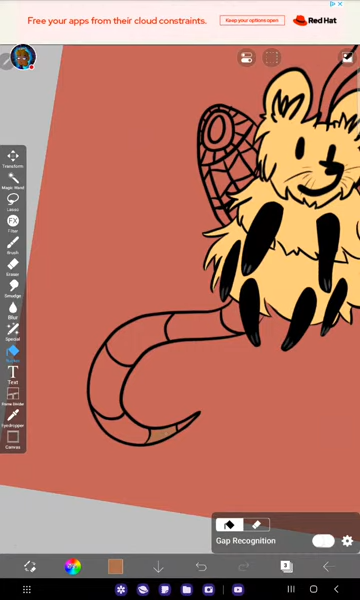 Free your apps from their cloud constraints.
Keep your options open
Red Hat
Transform
Magic Wand
Lasso
Filter
FX
Brush
Eraser
Smudge
Blur
Special
Text
Frame Divider
Eyedropper
Canvas
Gap Recognition
3